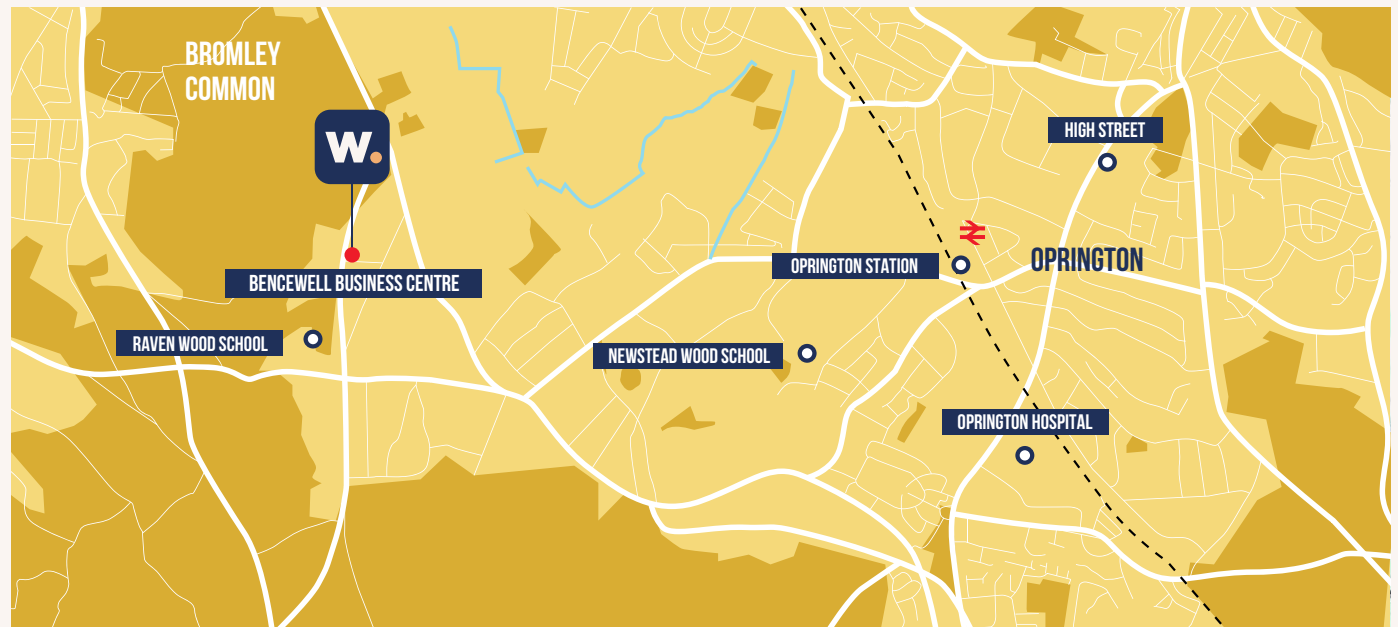 BROMLEY
COMMON
W.
HIGH STREET
OPRINGTON
OPRINGTON STATION
BENCEWELL BUSINESS CENTRE
RAVEN WOOD SCHOOL
NEWSTEAD WOOD SCHOOL
OPRINGTON HOSPITAL